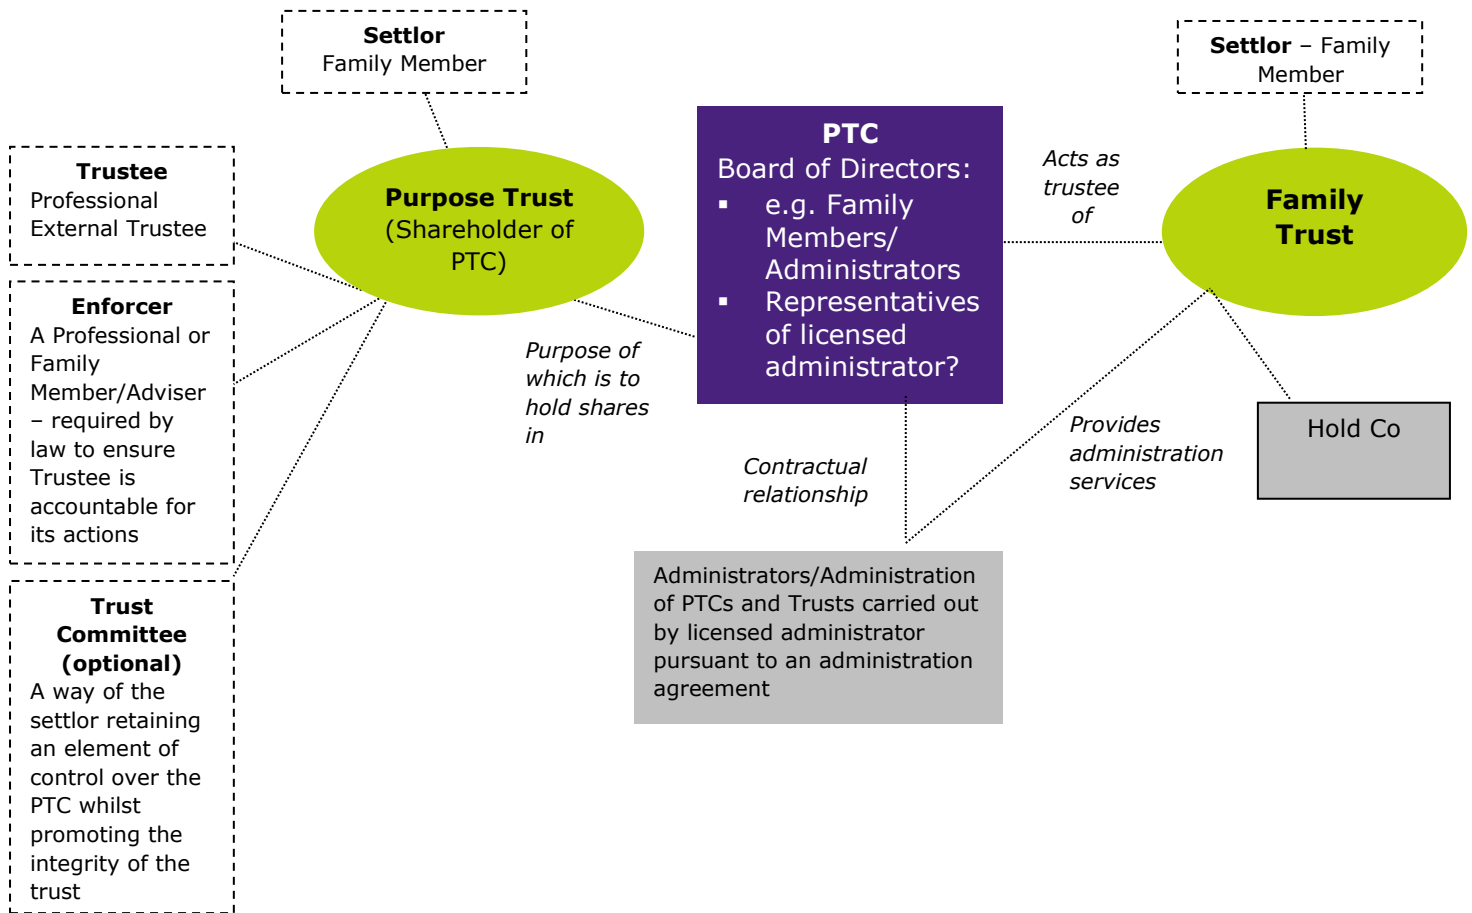 Settlor
Family Member
Settlor – Family
Member
Trustee
Professional
External Trustee
Purpose Trust
(Shareholder of
PTC)
PTC
Board of Directors:
▪ e.g. Family
Members/
Administrators
▪ Representatives
of licensed
administrator?
Acts as
trustee
of
Family
Trust
Enforcer
A Professional or
Family
Member/Adviser
– required by
law to ensure
Trustee is
accountable for
its actions
Purpose of
which is to
hold shares
in
Contractual
relationship
Provides
administration
services
Hold Co
Administrators/Administration
of PTCs and Trusts carried out
by licensed administrator
pursuant to an administration
agreement
Trust
Committee
(optional)
A way of the
settlor retaining
an element of
control over the
PTC whilst
promoting the
integrity of the
trust